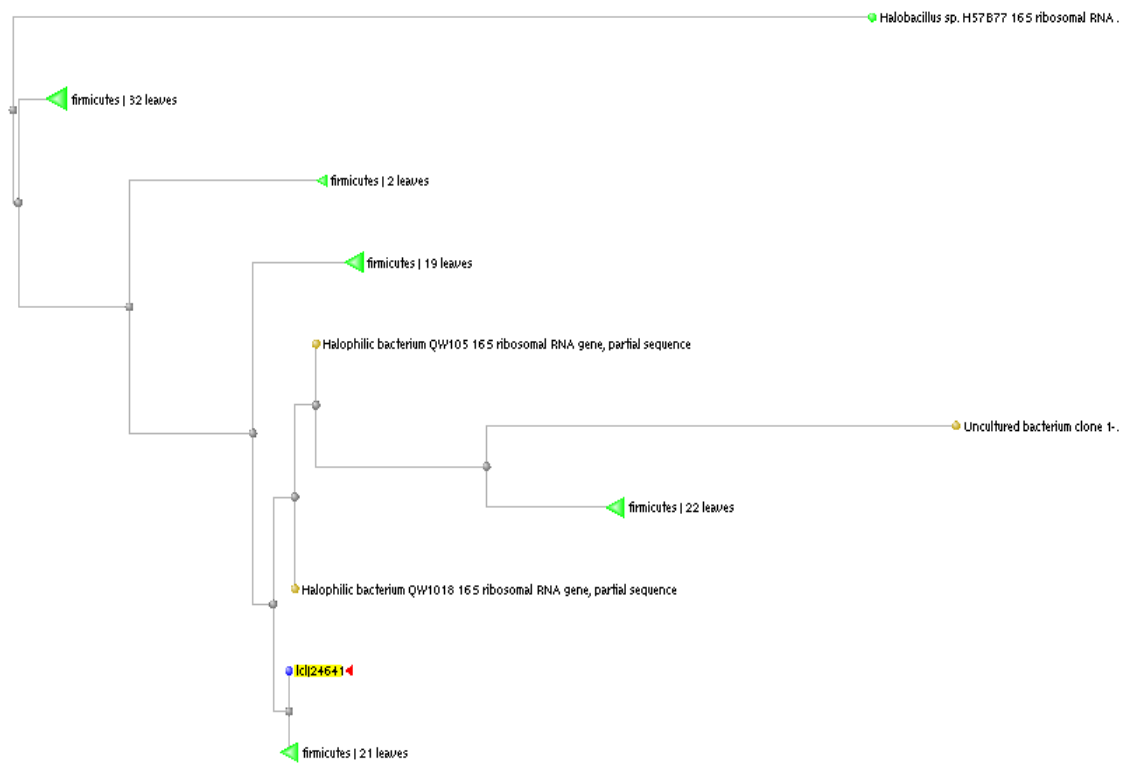 Halobacillus sp. H57B77 16S ribosomal RNA .
firmicutes | 32 leaves
firmicutes | 2 leaves
firmicutes | 19 leaves
Halophilic bacterium QW105 16S ribosomal RNA gene, partial sequence
Uncultured bacterium clone 1-.
firmicutes | 22 leaves
Halophilic bacterium QW1018 16S ribosomal RNA gene, partial sequence
lcl|24641
firmicutes | 21 leaves